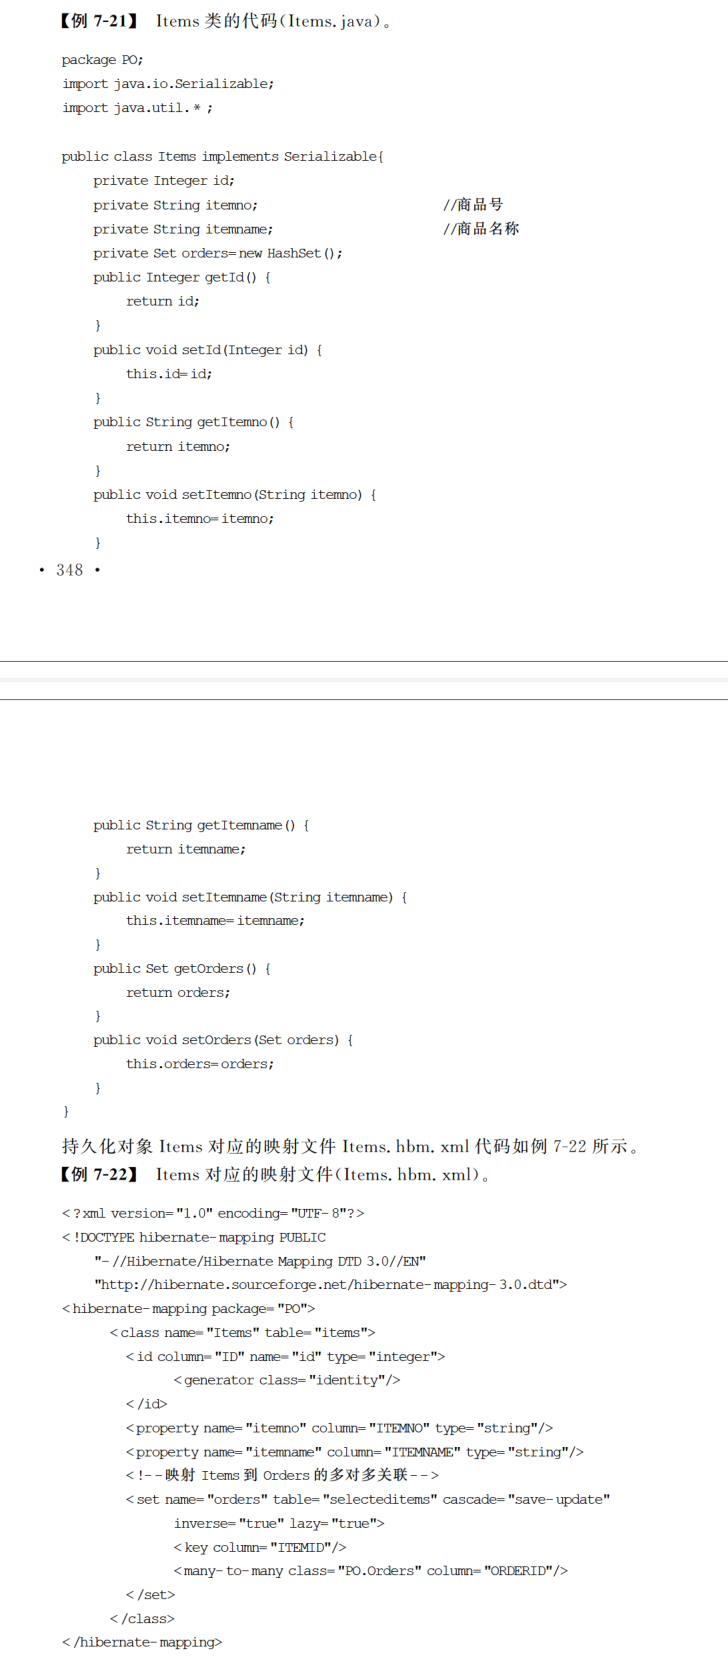 【例 7-21】 Items 类的代码(Items.java)。
package PO;
import java.io.Serializable;
import java.util.*;
public class Items implements Serializable{
private Integer id;
private String itemno; //商品号
private String itemname; //商品名称
private Set orders=new HashSet();
public Integer getId() {
return id;
}
public void setId(Integer id) {
this.id=id;
}
public String getItemno() {
return itemno;
}
public void setItemno(String itemno) {
this.itemno=itemno;
}
· 348 ·
public String getItemname() {
return itemname;
}
public void setItemname(String itemname) {
this.itemname=itemname;
}
public Set getOrders() {
return orders;
}
public void setOrders(Set orders) {
this.orders=orders;
}
}
持久化对象 Items 对应的映射文件 Items.hbm.xml 代码如例 7-22 所示。
【例 7-22】 Items 对应的映射文件(Items.hbm.xml)。
<?xml version="1.0" encoding="UTF-8"?>
<!DOCTYPE hibernate-mapping PUBLIC
"-//Hibernate/Hibernate Mapping DTD 3.0//EN"
"http://hibernate.sourceforge.net/hibernate-mapping-3.0.dtd">
<hibernate-mapping package="PO">
<class name="Items" table="items">
<id column="ID" name="id" type="integer">
<generator class="identity"/>
</id>
<property name="itemno" column="ITEMNO" type="string"/>
<property name="itemname" column="ITEMNAME" type="string"/>
<!--映射 Items 到 Orders 的多对多关联-->
<set name="orders" table="selecteditems" cascade="save-update"
inverse="true" lazy="true">
<key column="ITEMID"/>
<many-to-many class="PO.Orders" column="ORDERID"/>
</set>
</class>
</hibernate-mapping>